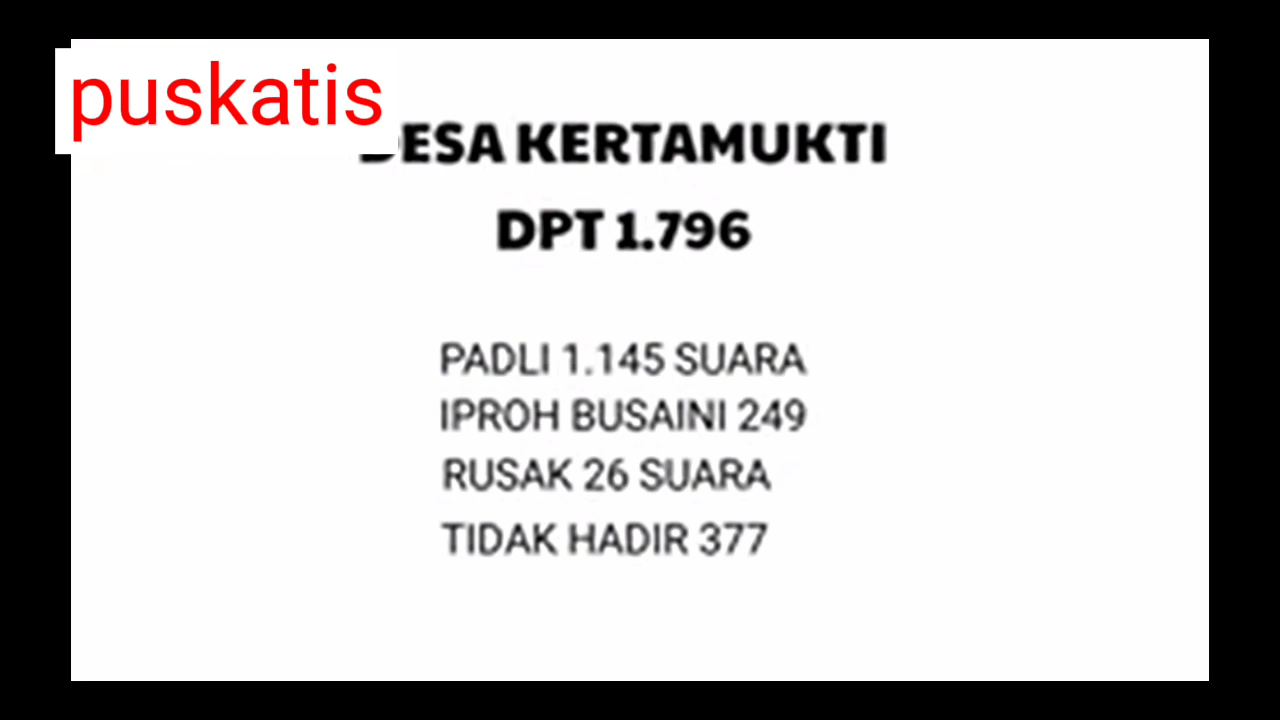 puskatis
DESA KERTAMUKTI
DPT 1.796
PADLI 1.145 SUARA
IPROH BUSAINI 249
RUSAK 26 SUARA
TIDAK HADIR 377